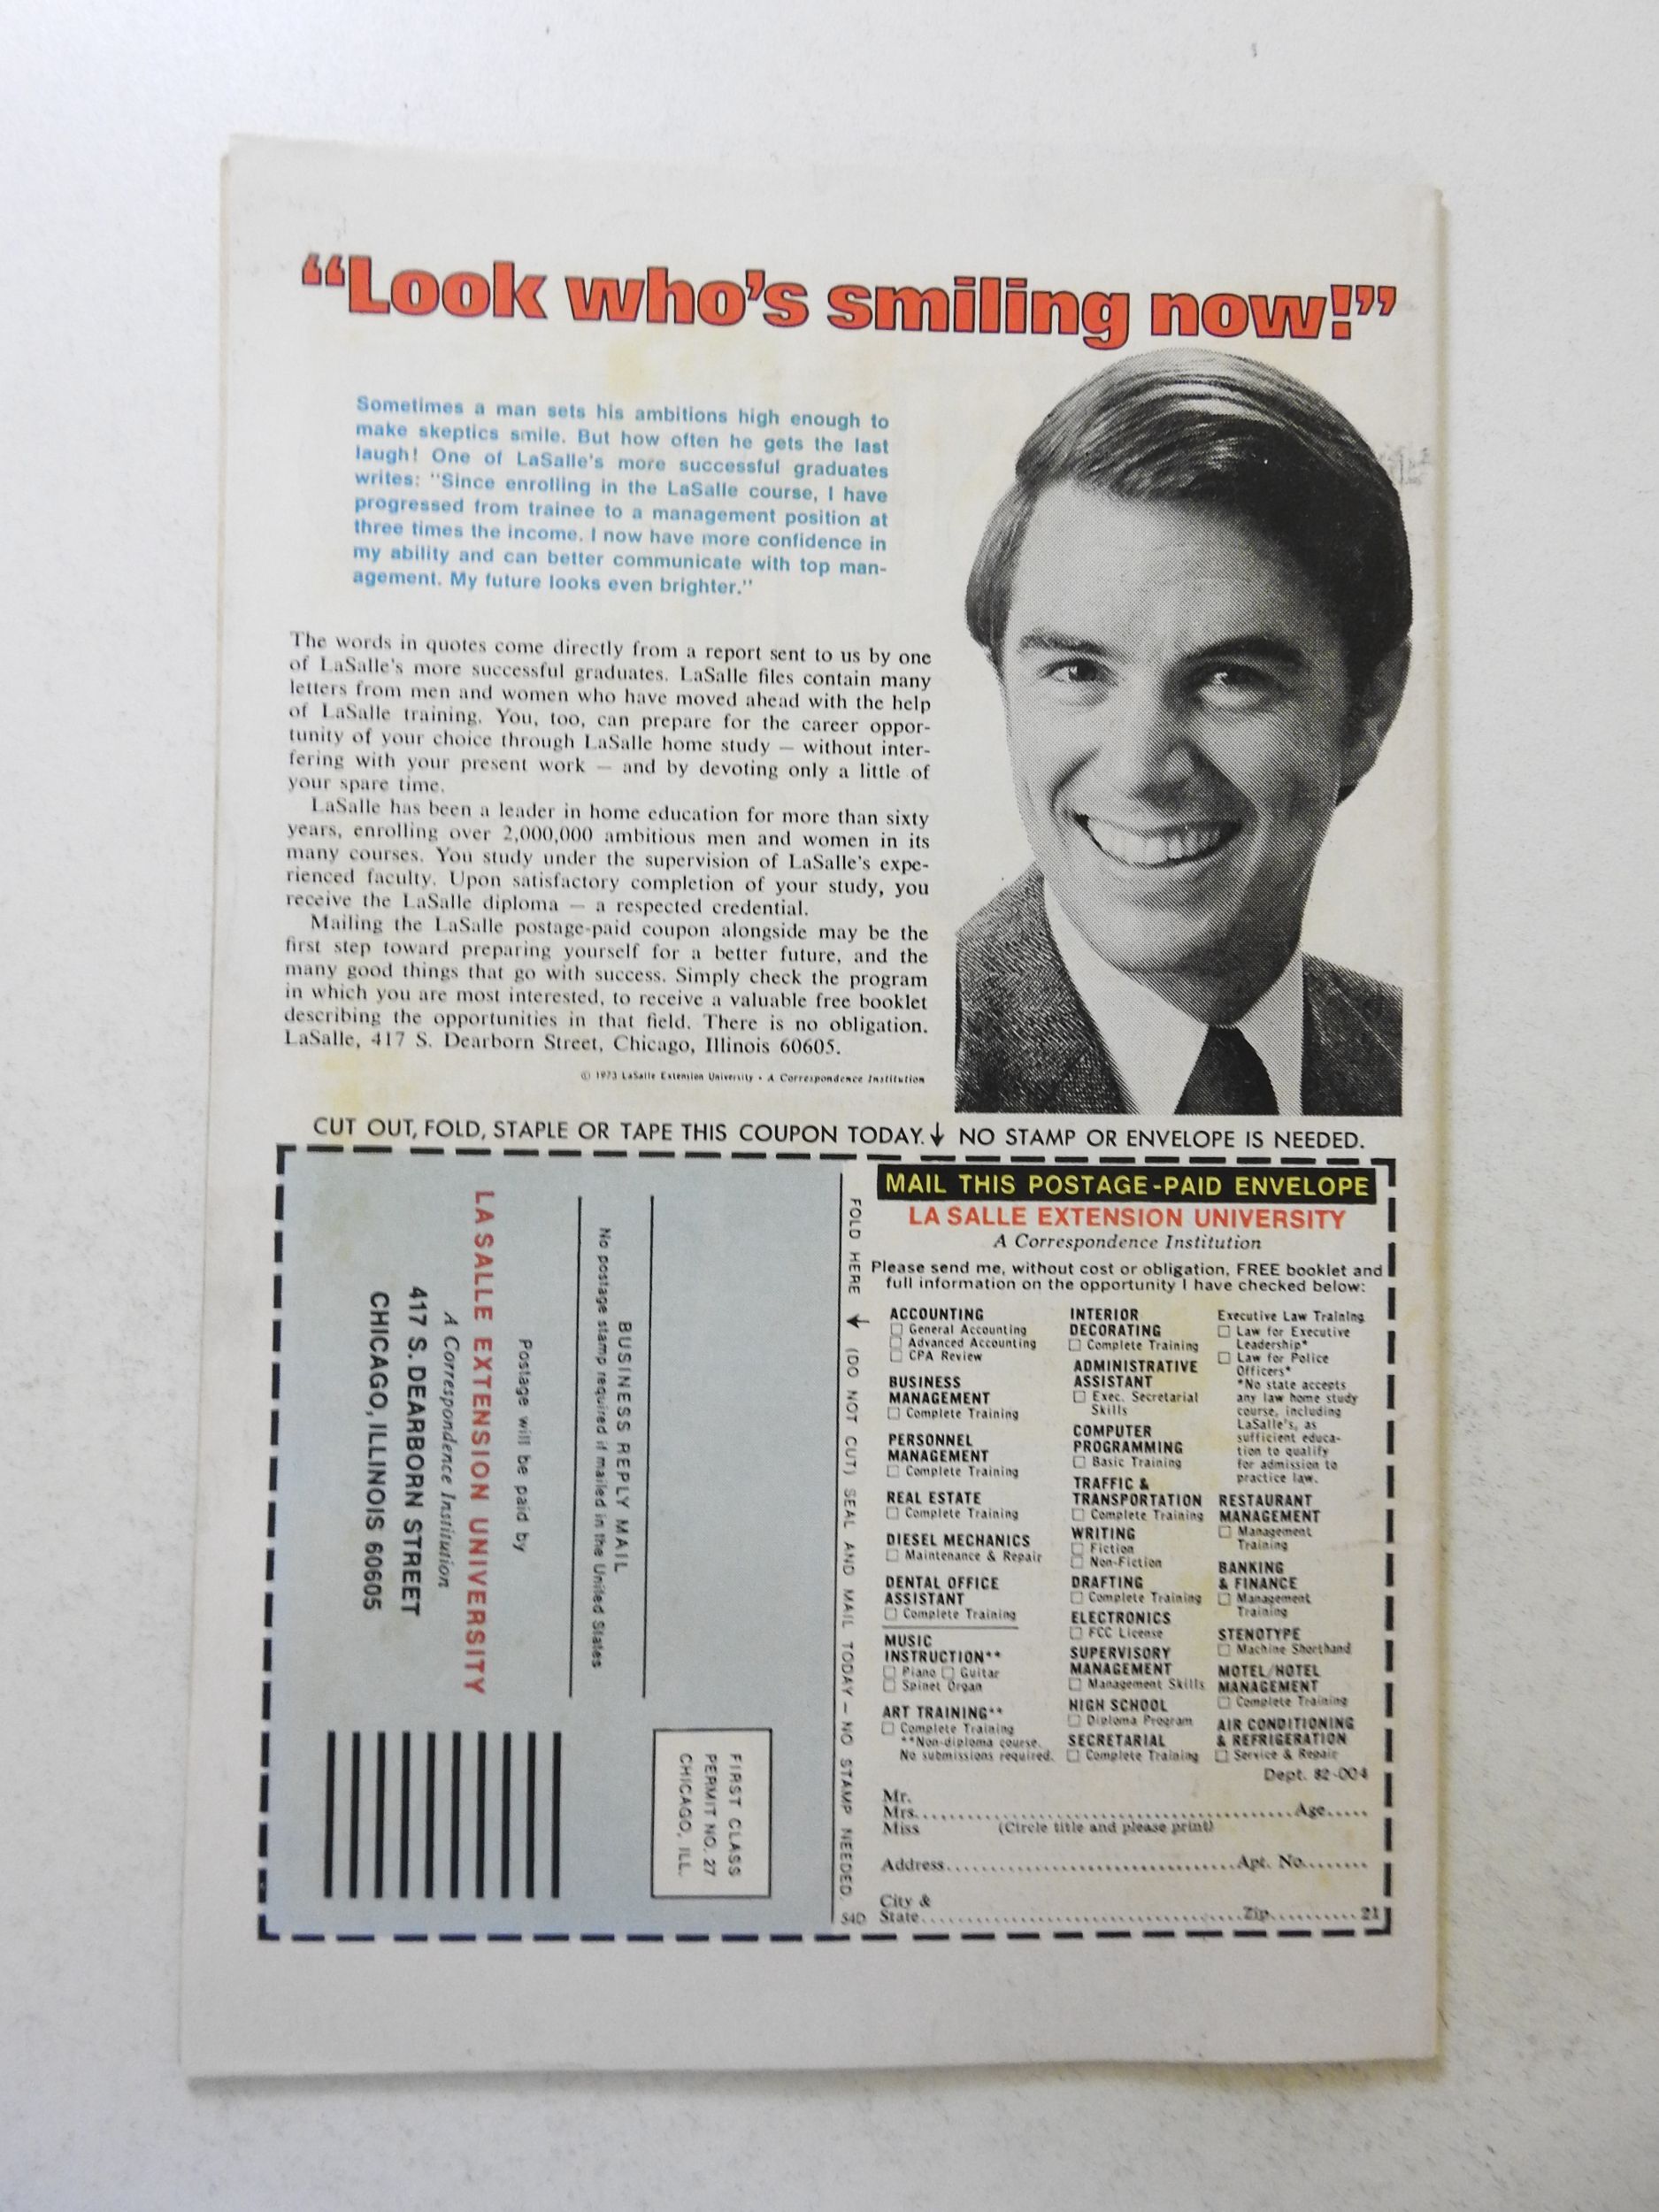 “Look who’s smiling now!”
Sometimes a man sets his ambitions high enough to
make skeptics smile. But how often he gets the last
laugh! One of LaSalle's more successful graduates
writes: "Since enrolling in the LaSalle course, I have
progressed from trainee to a management position at
three times the income. I now have more confidence in
my ability and can better communicate with top man-
agement. My future looks even brighter."
The words in quotes come directly from a report sent to us by one
of LaSalle's more successful graduates. LaSalle files contain many
letters from men and women who have moved ahead with the help
of LaSalle training. You, too, can prepare for the career oppor-
tunity of your choice through LaSalle home study — without inter-
fering with your present work — and by devoting only a little of
your spare time.
LaSalle has been a leader in home education for more than sixty
years, enrolling over 2,000,000 ambitious men and women in its
many courses. You study under the supervision of LaSalle's expe-
rienced faculty. Upon satisfactory completion of your study, you
receive the LaSalle diploma — a respected credential.
Mailing the LaSalle postage-paid coupon alongside may be the
first step toward preparing yourself for a better future, and the
many good things that go with success. Simply check the program
in which you are most interested, to receive a valuable free booklet
describing the opportunities in that field. There is no obligation.
LaSalle, 417 S. Dearborn Street, Chicago, Illinois 60605.
© 1973 LaSalle Extension University • A Correspondence Institution
CUT OUT, FOLD, STAPLE OR TAPE THIS COUPON TODAY. ↓ NO STAMP OR ENVELOPE IS NEEDED.
FIRST CLASS
PERMIT NO. 27
CHICAGO, ILL.
BUSINESS REPLY MAIL
No postage stamp required if mailed in the United States
Postage will be paid by
LA SALLE EXTENSION UNIVERSITY
A Correspondence Institution
417 S. DEARBORN STREET
CHICAGO, ILLINOIS 60605
FOLD HERE → (DO NOT CUT) SEAL AND MAIL TODAY — NO STAMP NEEDED.
S4D
MAIL THIS POSTAGE-PAID ENVELOPE
LA SALLE EXTENSION UNIVERSITY
A Correspondence Institution
Please send me, without cost or obligation, FREE booklet and
full information on the opportunity I have checked below:
ACCOUNTING
☐ General Accounting
☐ Advanced Accounting
☐ CPA Review
BUSINESS
MANAGEMENT
☐ Complete Training
PERSONNEL
MANAGEMENT
☐ Complete Training
REAL ESTATE
☐ Complete Training
DIESEL MECHANICS
☐ Maintenance & Repair
DENTAL OFFICE
ASSISTANT
☐ Complete Training
MUSIC
INSTRUCTION**
☐ Piano ☐ Guitar
☐ Spinet Organ
ART TRAINING**
☐ Complete Training
**Non-diploma course.
No submissions required.
INTERIOR
DECORATING
☐ Complete Training
ADMINISTRATIVE
ASSISTANT
☐ Exec. Secretarial
Skills
COMPUTER
PROGRAMMING
☐ Basic Training
TRAFFIC &
TRANSPORTATION
☐ Complete Training
WRITING
☐ Fiction
☐ Non-Fiction
DRAFTING
☐ Complete Training
ELECTRONICS
☐ FCC License
SUPERVISORY
MANAGEMENT
☐ Management Skills
HIGH SCHOOL
☐ Diploma Program
SECRETARIAL
☐ Complete Training
Executive Law Training
☐ Law for Executive
Leadership*
☐ Law for Police
Officers*
*No state accepts
any law home study
course, including
LaSalle's, as
sufficient educa-
tion to qualify
for admission to
practice law.
RESTAURANT
MANAGEMENT
☐ Management
Training
BANKING
& FINANCE
☐ Management
Training
STENOTYPE
☐ Machine Shorthand
MOTEL/HOTEL
MANAGEMENT
☐ Complete Training
AIR CONDITIONING
& REFRIGERATION
☐ Service & Repair
Dept. 82-004
Mr.
Mrs. Age
Miss (Circle title and please print)
Address Apt. No.
City &
State Zip 21